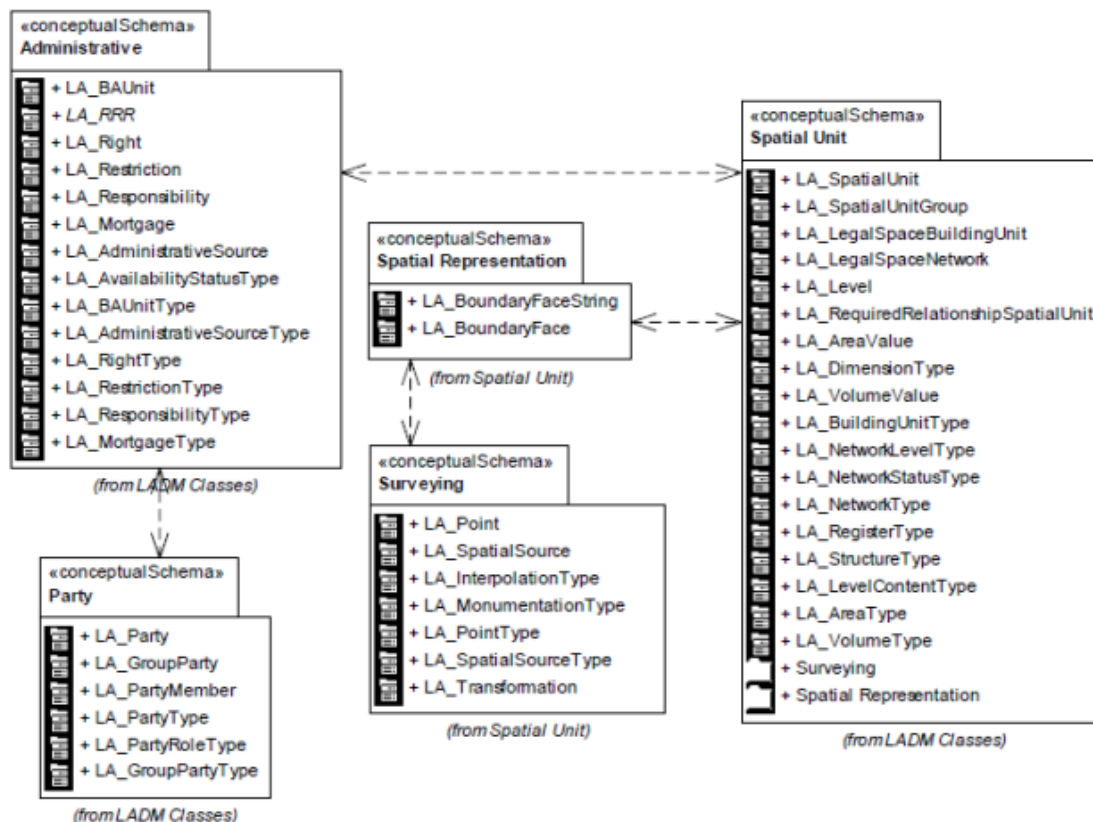 «conceptualSchema»
Administrative
+ LA_BAUnit
+ LA_RRR
+ LA_Right
+ LA_Restriction
+ LA_Responsibility
+ LA_Mortgage
+ LA_AdministrativeSource
+ LA_AvailabilityStatusType
+ LA_BAUnitType
+ LA_AdministrativeSourceType
+ LA_RightType
+ LA_RestrictionType
+ LA_ResponsibilityType
+ LA_MortgageType
(from LADM Classes)
«conceptualSchema»
Party
+ LA_Party
+ LA_GroupParty
+ LA_PartyMember
+ LA_PartyType
+ LA_PartyRoleType
+ LA_GroupPartyType
(from LADM Classes)
«conceptualSchema»
Spatial Representation
+ LA_BoundaryFaceString
+ LA_BoundaryFace
(from Spatial Unit)
«conceptualSchema»
Surveying
+ LA_Point
+ LA_SpatialSource
+ LA_InterpolationType
+ LA_MonumentationType
+ LA_PointType
+ LA_SpatialSourceType
+ LA_Transformation
(from Spatial Unit)
«conceptualSchema»
Spatial Unit
+ LA_SpatialUnit
+ LA_SpatialUnitGroup
+ LA_LegalSpaceBuildingUnit
+ LA_LegalSpaceNetwork
+ LA_Level
+ LA_RequiredRelationshipSpatialUnit
+ LA_AreaValue
+ LA_DimensionType
+ LA_VolumeValue
+ LA_BuildingUnitType
+ LA_NetworkLevelType
+ LA_NetworkStatusType
+ LA_NetworkType
+ LA_RegisterType
+ LA_StructureType
+ LA_LevelContentType
+ LA_AreaType
+ LA_VolumeType
+ Surveying
+ Spatial Representation
(from LADM Classes)